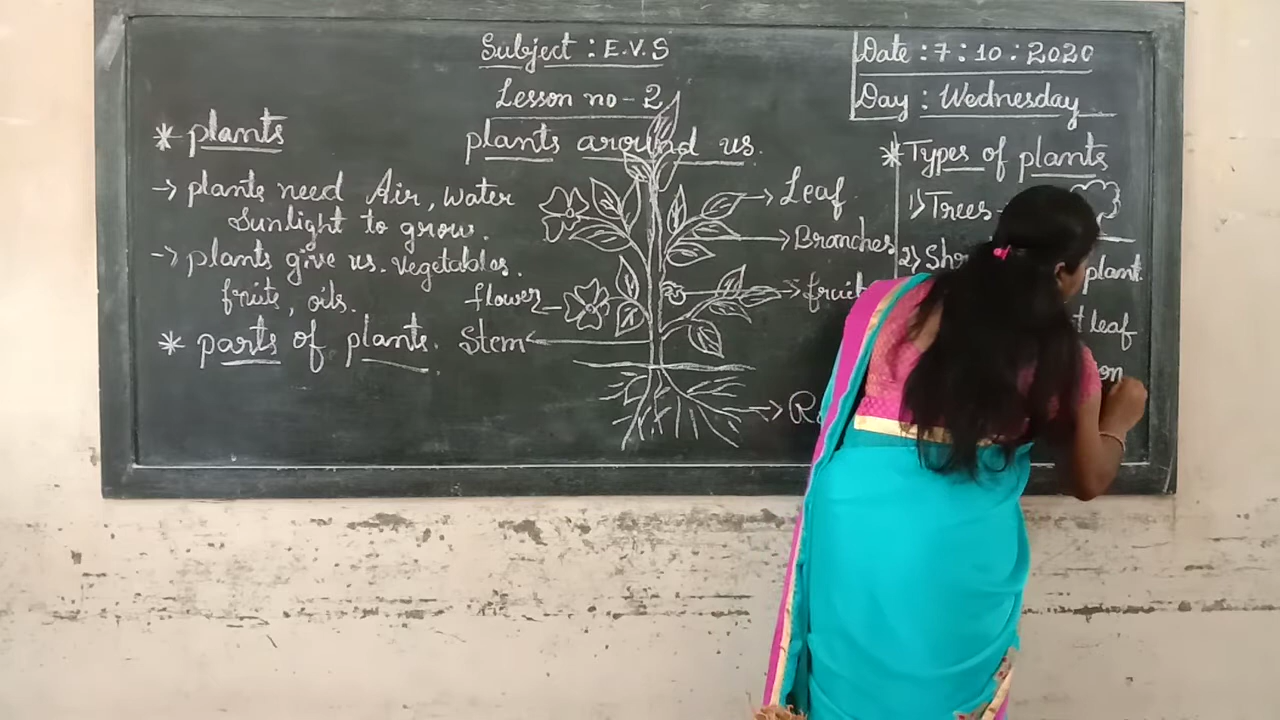 Subject : E.V.S
Lesson no - 2
plants around us.
Date : 7 : 10 : 2020
Day : Wednesday
* plants
→ plants need Air, water
Sunlight to grow.
→ plants give us. vegetables.
fruits, oils.
* parts of plants.
flower
Stem
Leaf
Branches
* Types of plants
1) Trees
2)
plant.
leaf